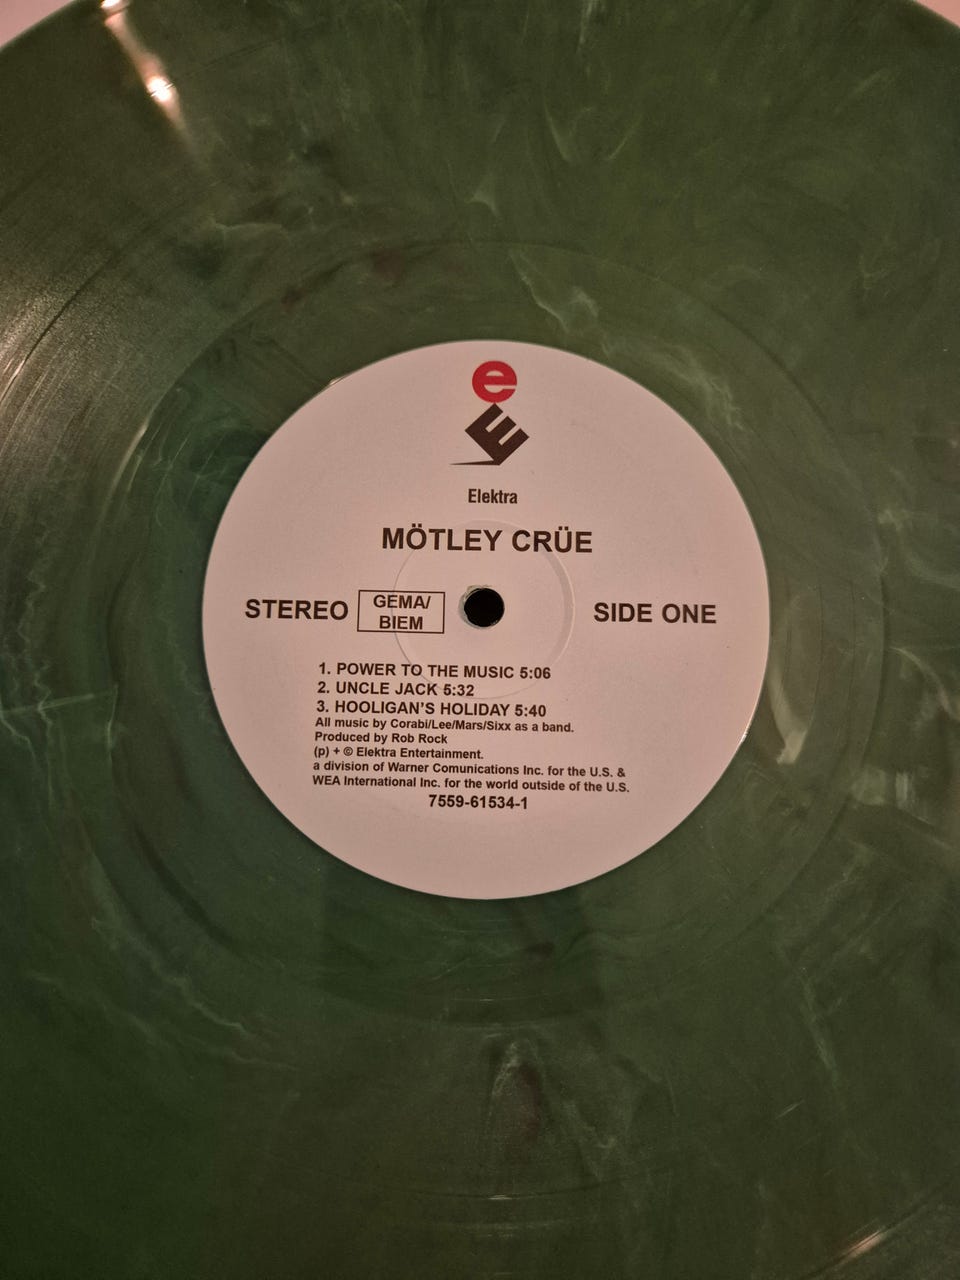 e
E
Elektra
MÖTLEY CRÜE
STEREO
GEMA/
BIEM
SIDE ONE
1. POWER TO THE MUSIC 5:06
2. UNCLE JACK 5:32
3. HOOLIGAN'S HOLIDAY 5:40
All music by Corabi/Lee/Mars/Sixx as a band.
Produced by Rob Rock
(p) + © Elektra Entertainment.
a division of Warner Comunications Inc. for the U.S. &
WEA International Inc. for the world outside of the U.S.
7559-61534-1